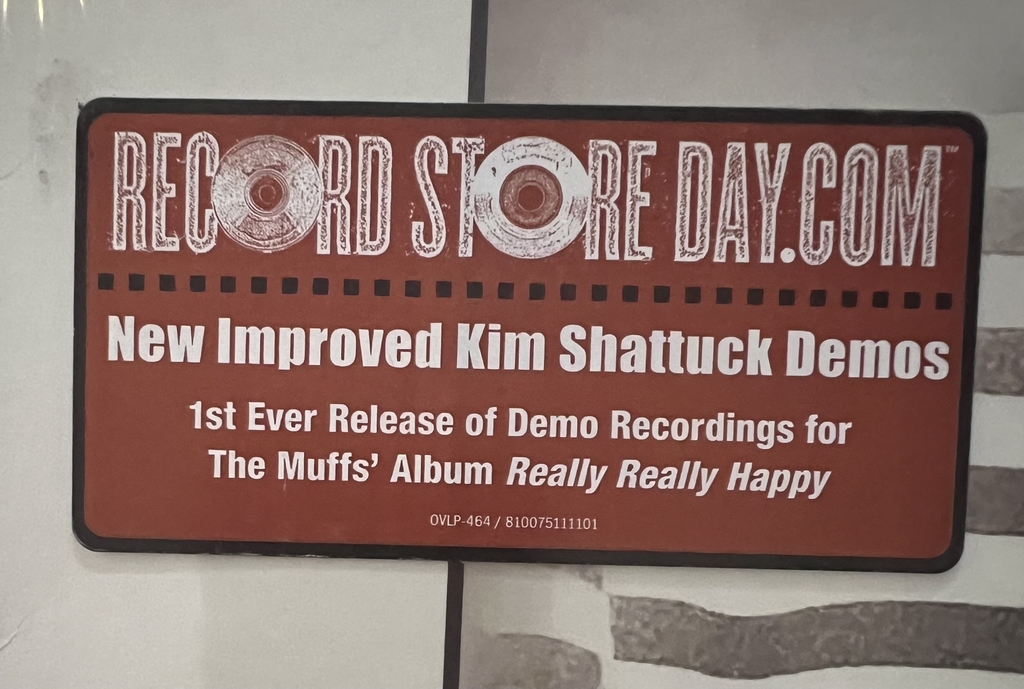 RECORD STORE DAY.COM™
New Improved Kim Shattuck Demos
1st Ever Release of Demo Recordings for
The Muffs' Album Really Really Happy
OVLP-464 / 810075111101